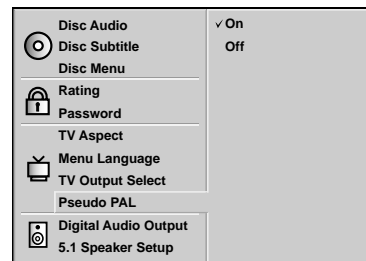 Disc Audio
Disc Subtitle
Disc Menu
Rating
Password
TV Aspect
Menu Language
TV Output Select
Pseudo PAL
Digital Audio Output
5.1 Speaker Setup
✓ On
Off